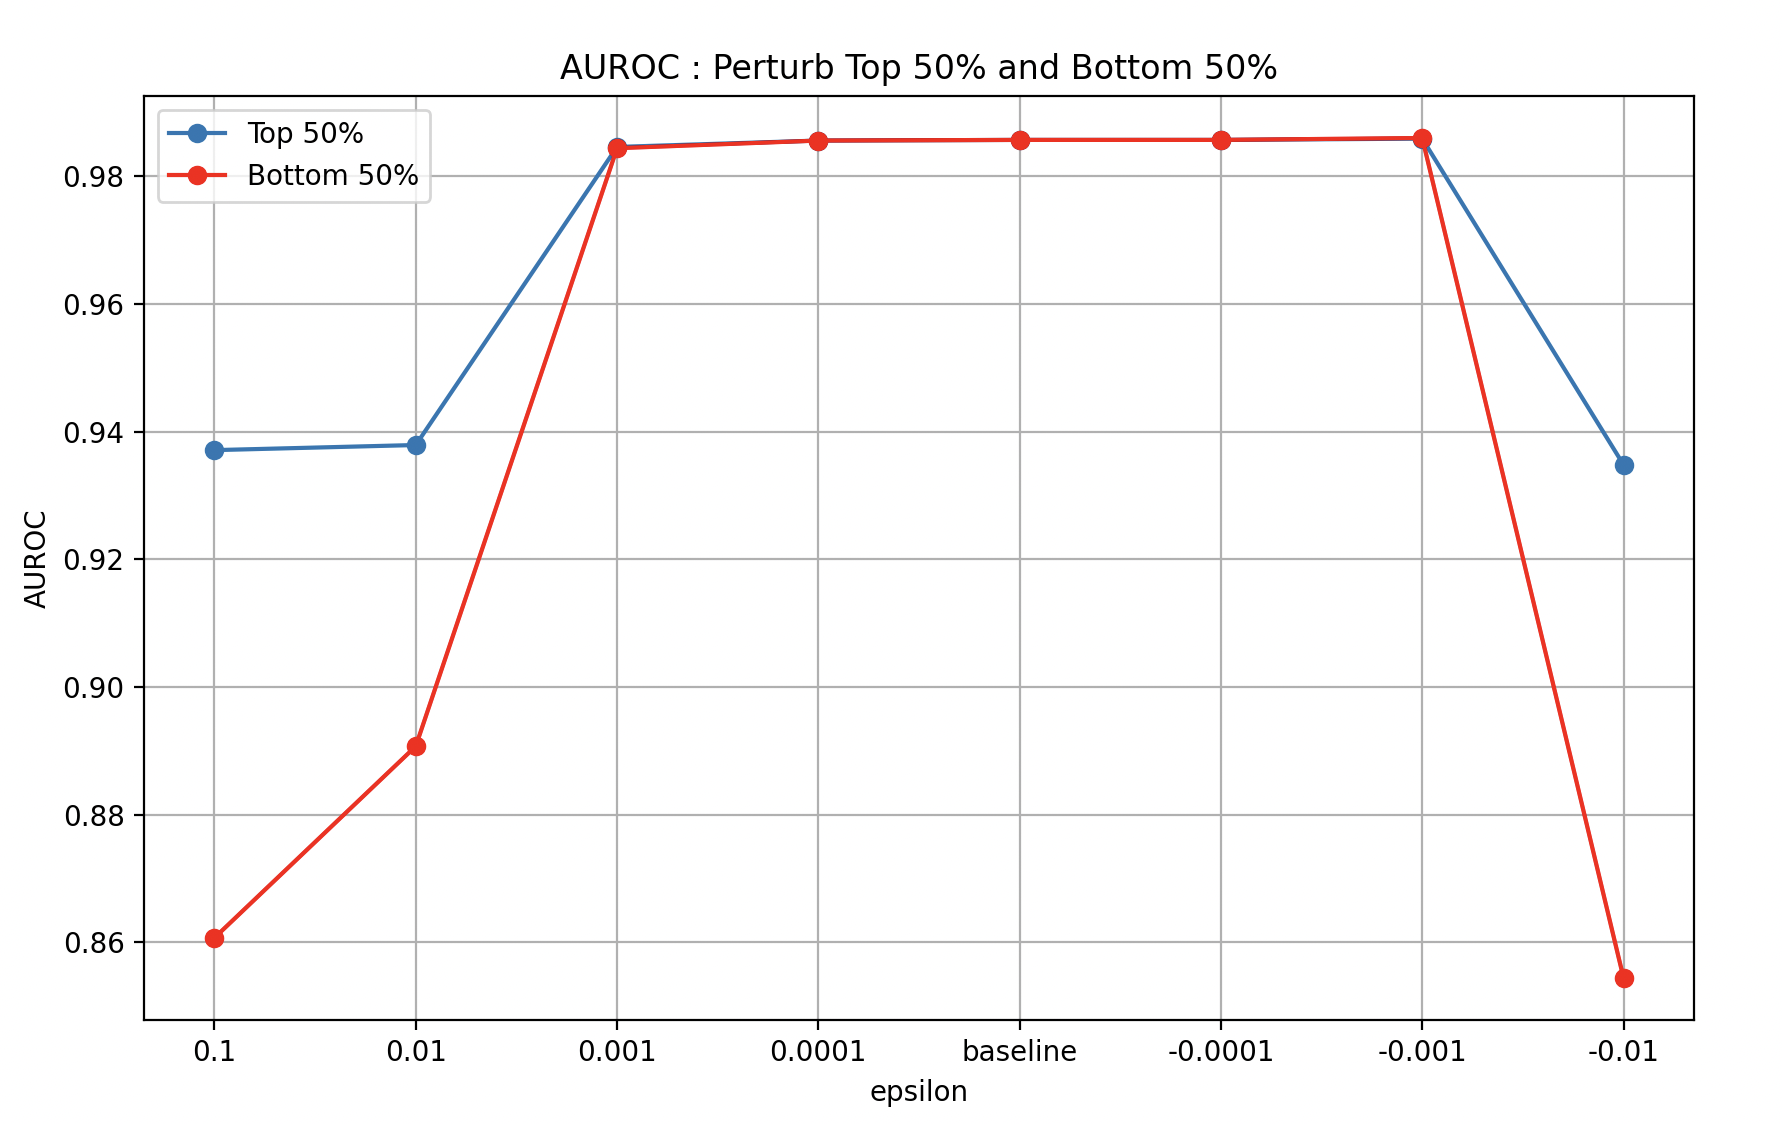 AUROC : Perturb Top 50% and Bottom 50%
Top 50%
Bottom 50%
0.98
0.96
0.94
0.92
0.90
0.88
0.86
AUROC
0.1 0.01 0.001 0.0001 baseline -0.0001 -0.001 -0.01
epsilon